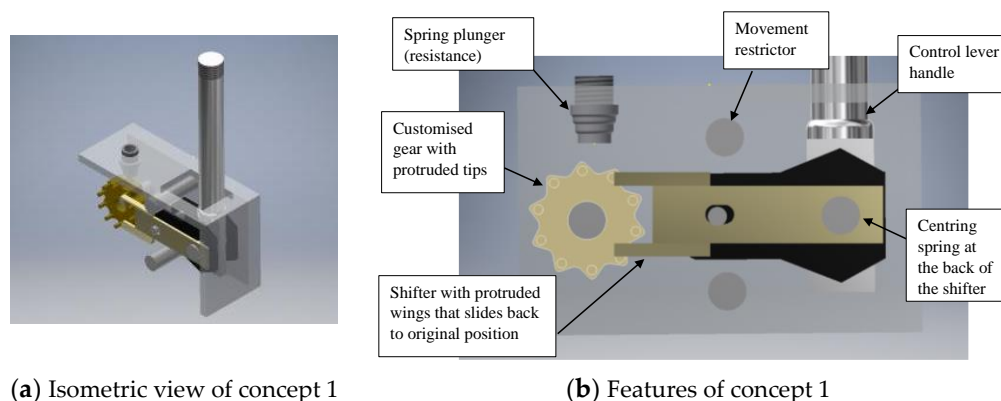 Spring plunger
(resistance)
Movement
restrictor
Control lever
handle
Customised
gear with
protruded tips
Centring
spring at
the back of
the shifter
Shifter with protruded
wings that slides back
to original position
(a) Isometric view of concept 1
(b) Features of concept 1